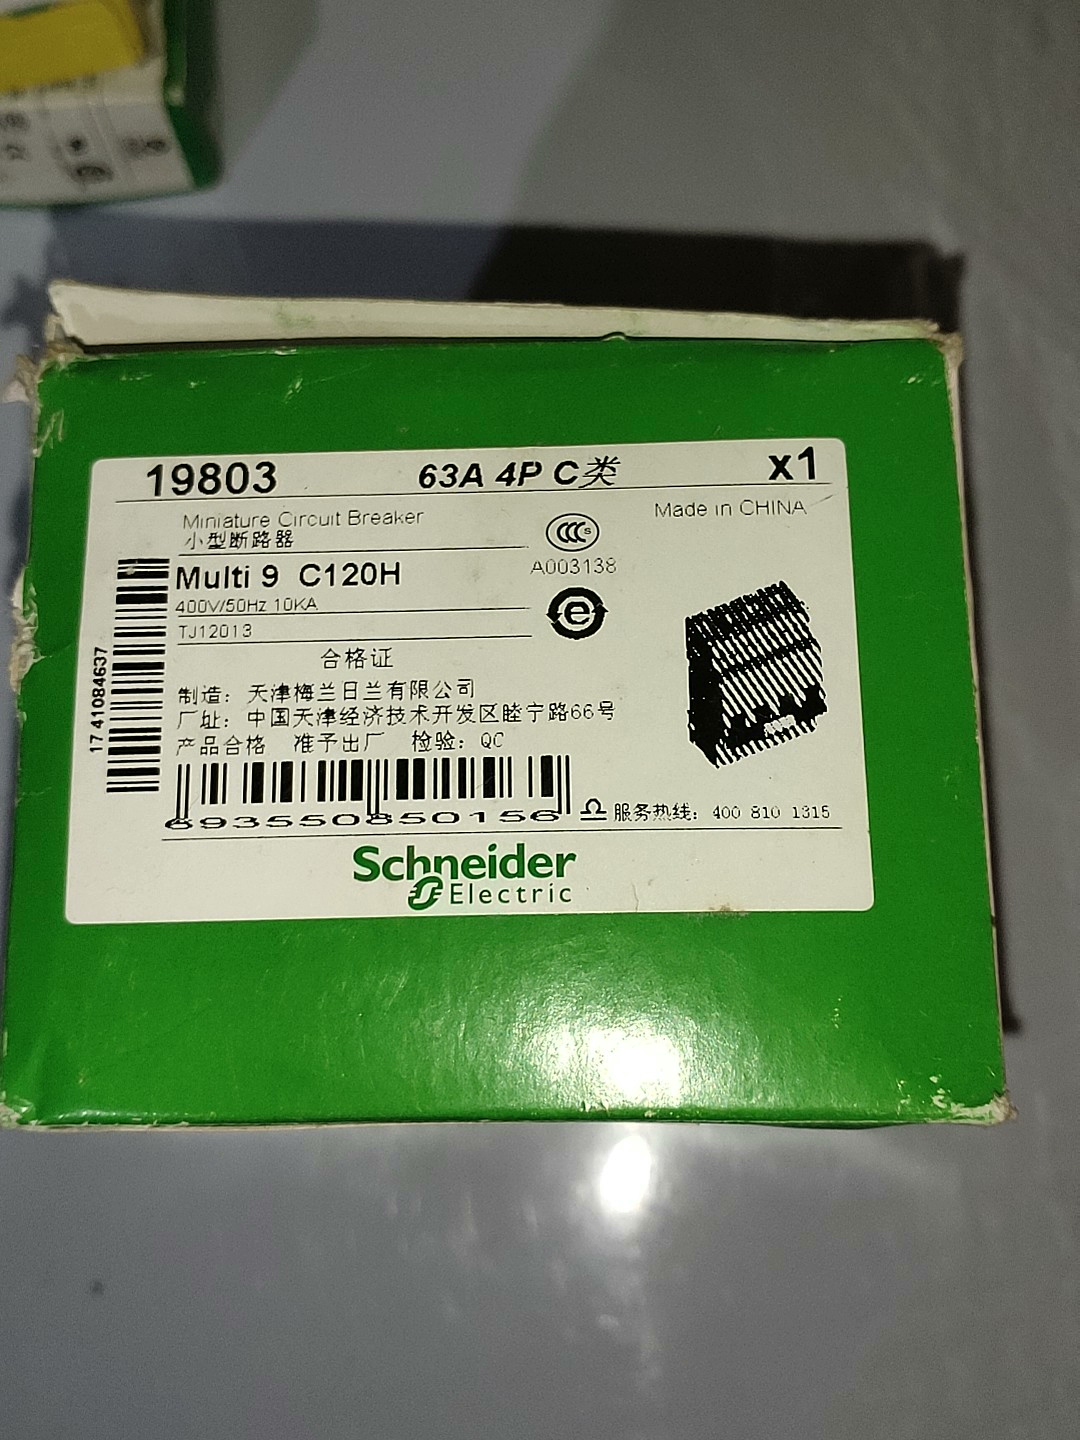 19803 63A 4P C类 x1
Miniature Circuit Breaker
小型断路器
Made in CHINA
CCC S
A003138
Multi 9 C120H
400V/50Hz 10KA
e
TJ12013
合格证
制造：天津梅兰日兰有限公司
厂址：中国天津经济技术开发区睦宁路66号
产品合格 准予出厂 检验：QC
17 41084637
6935508501566
服务热线：400 810 1315
Schneider
Electric